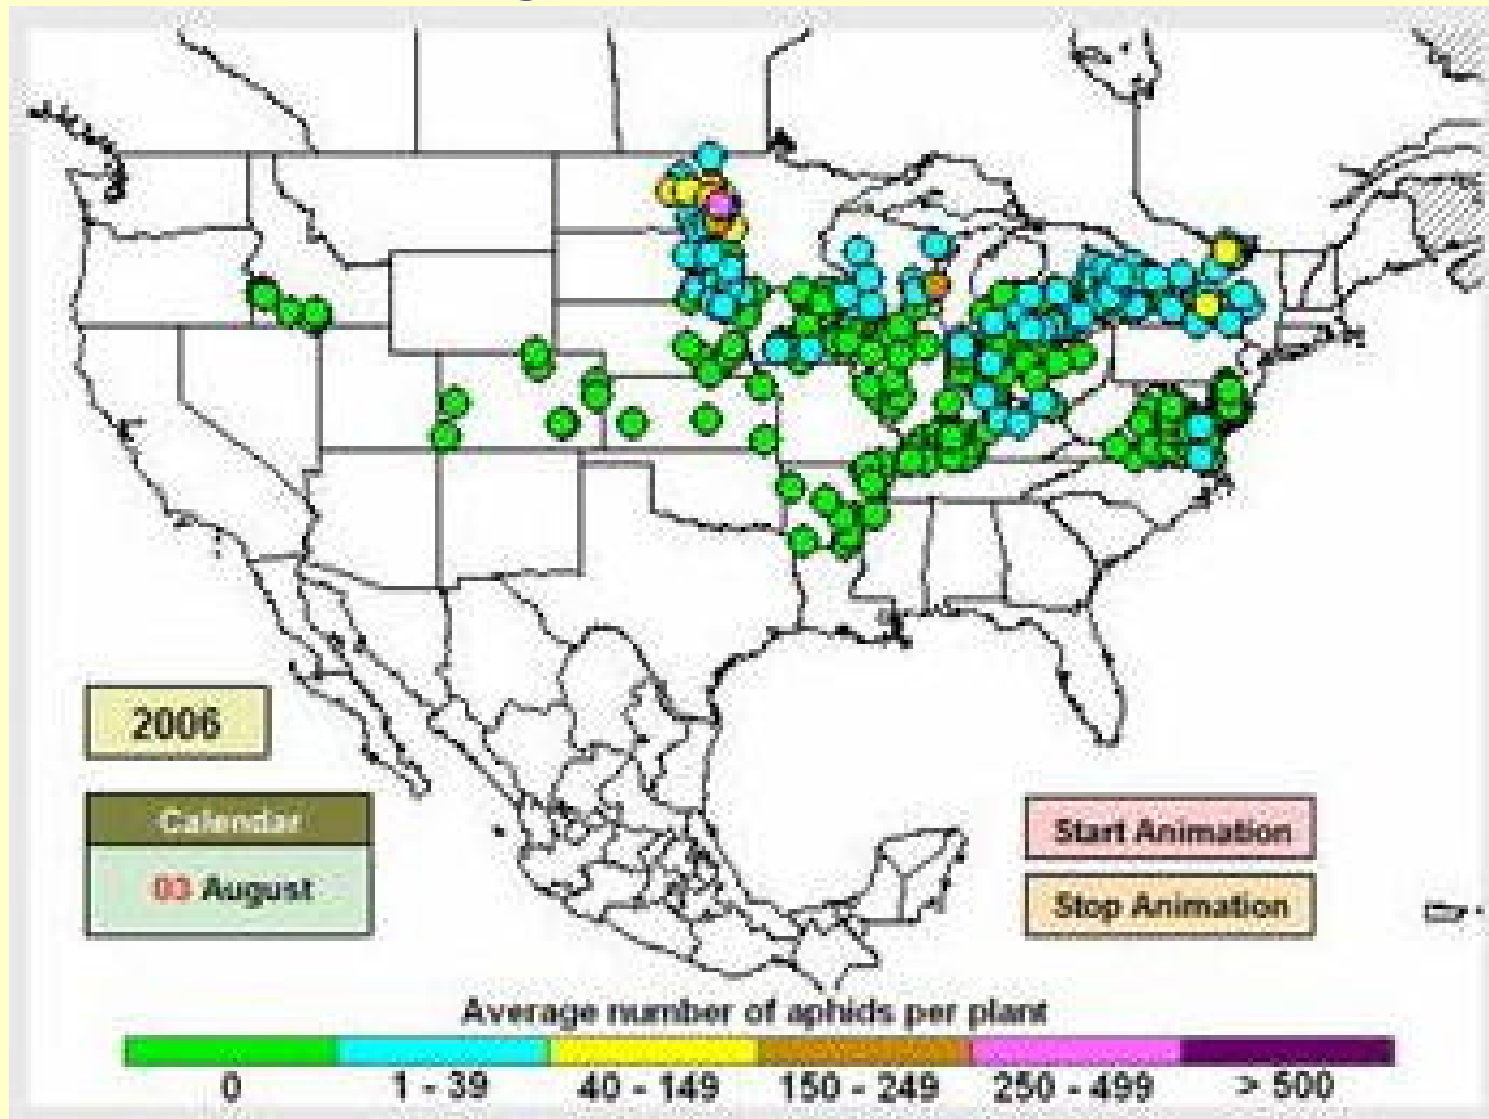 2006
Calendar
03 August
Start Animation
Stop Animation
Average number of aphids per plant
0 1 - 39 40 - 149 150 - 249 250 - 499 > 500